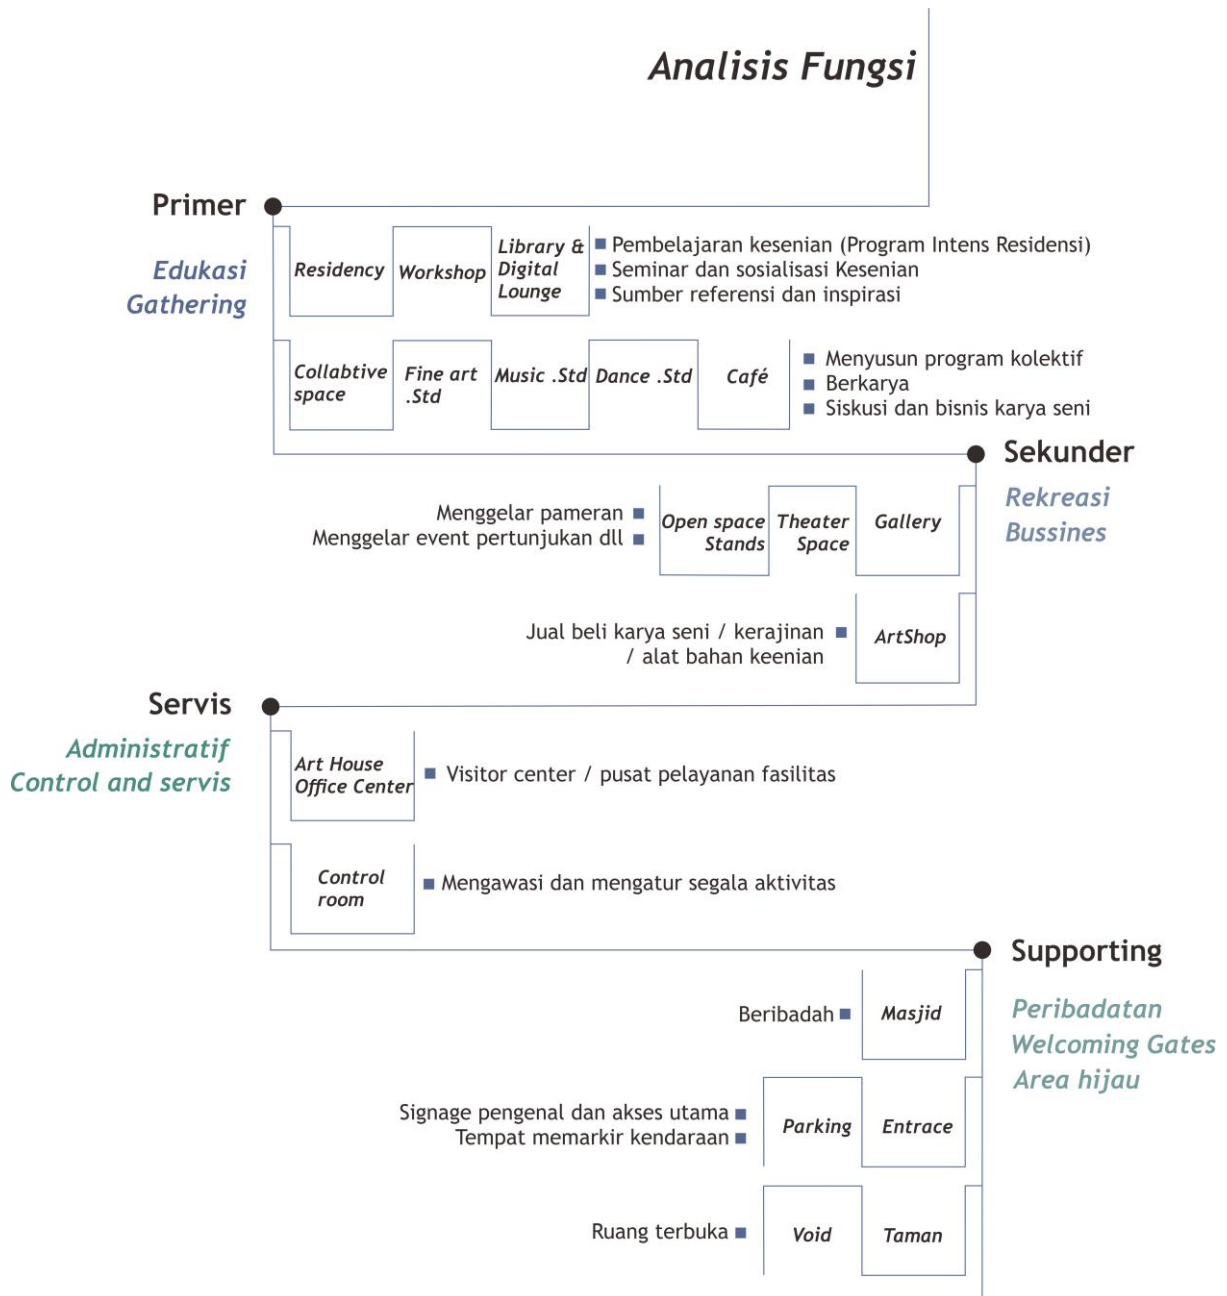 Analisis Fungsi
Primer
Edukasi
Gathering
Residency
Workshop
Library &
Digital
Lounge
Pembelajaran kesenian (Program Intens Residensi)
Seminar dan sosialisasi Kesenian
Sumber referensi dan inspirasi
Collabtive
space
Fine art
.Std
Music .Std
Dance .Std
Café
Menyusun program kolektif
Berkarya
Siskusi dan bisnis karya seni
Sekunder
Rekreasi
Bussines
Menggelar pameran
Menggelar event pertunjukan dll
Open space
Stands
Theater
Space
Gallery
Jual beli karya seni / kerajinan
/ alat bahan keenian
ArtShop
Servis
Administratif
Control and servis
Art House
Office Center
Visitor center / pusat pelayanan fasilitas
Control
room
Mengawasi dan mengatur segala aktivitas
Supporting
Peribadatan
Welcoming Gates
Area hijau
Beribadah
Masjid
Signage pengenal dan akses utama
Tempat memarkir kendaraan
Parking
Entrace
Ruang terbuka
Void
Taman